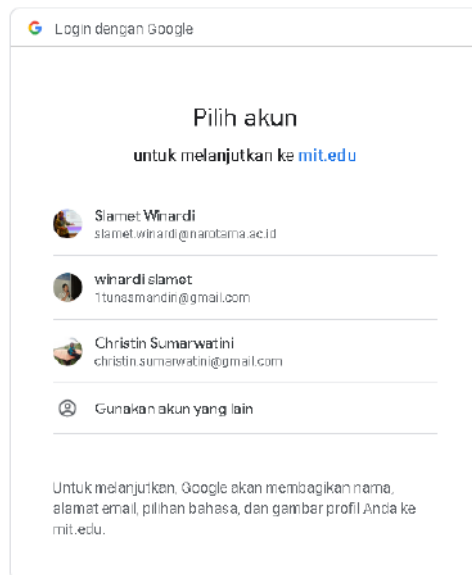 Login dengan Google
Pilih akun
untuk melanjutkan ke mit.edu
Slamet Winardi
slamet.winardi@narotama.ac.id
winardi slamet
1tunasmandiri@gmail.com
Christin Sumarwatini
christin.sumarwatini@gmail.com
Gunakan akun yang lain
Untuk melanjutkan, Google akan membagikan nama,
alamat email, pilihan bahasa, dan gambar profil Anda ke
mit.edu.